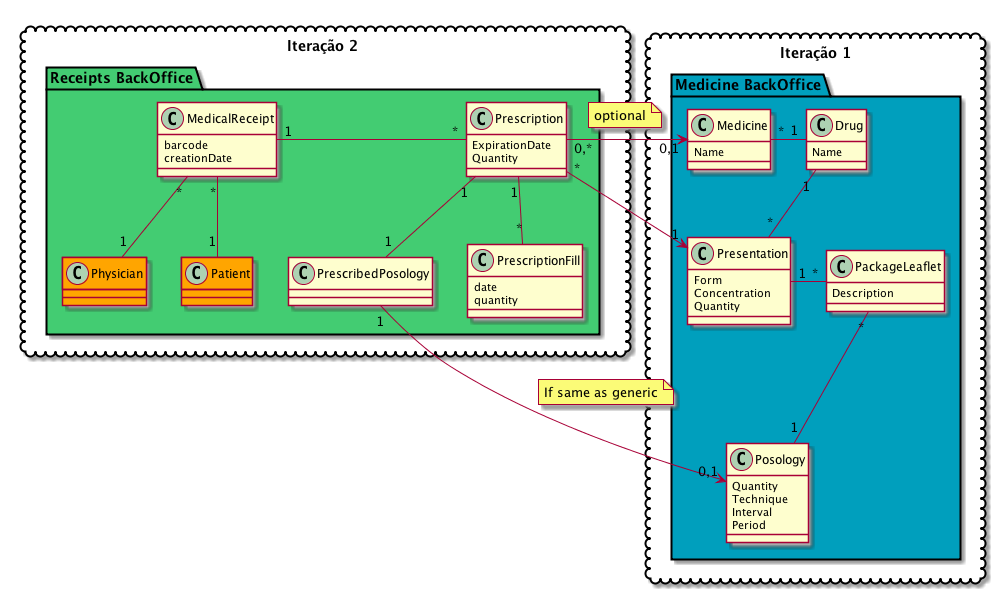 Iteração 2
Receipts BackOffice
C MedicalReceipt
barcode
creationDate
1
*
C Prescription
ExpirationDate
Quantity
optional
0,*
0,1
*
1
*
*
1
1
1
1
1
*
C Physician
C Patient
C PrescribedPosology
C PrescriptionFill
date
quantity
1
If same as generic
0,1
Iteração 1
Medicine BackOffice
C Medicine
Name
*
1
C Drug
Name
1
*
C Presentation
Form
Concentration
Quantity
1
*
C PackageLeaflet
Description
*
1
C Posology
Quantity
Technique
Interval
Period